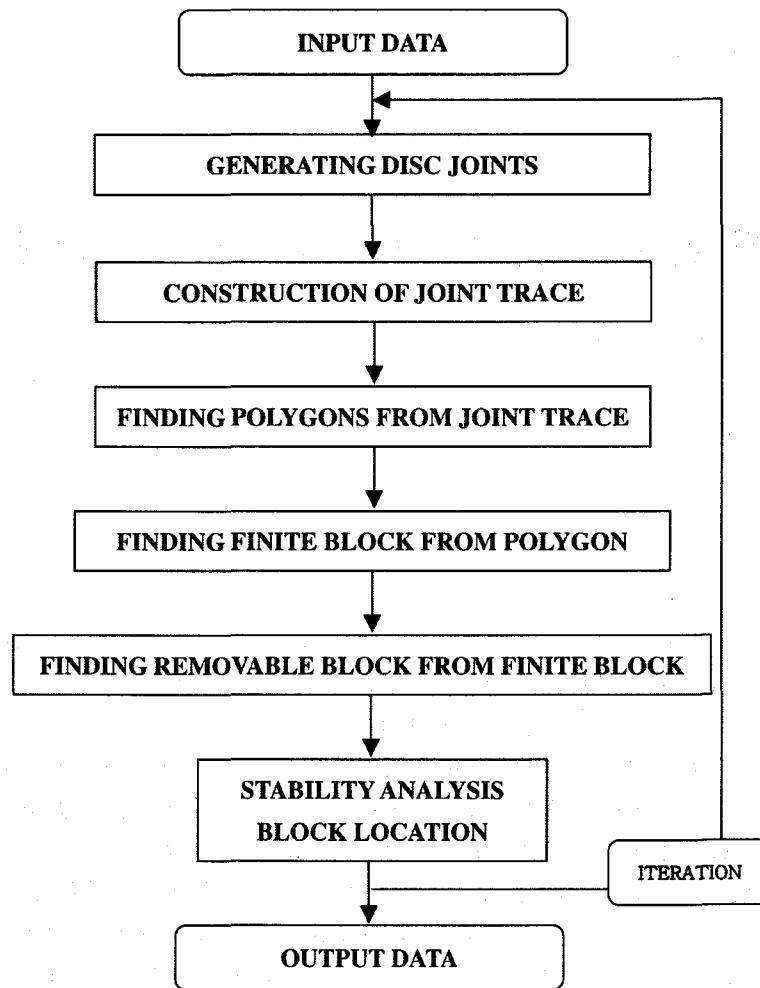 INPUT DATA
GENERATING DISC JOINTS
CONSTRUCTION OF JOINT TRACE
FINDING POLYGONS FROM JOINT TRACE
FINDING FINITE BLOCK FROM POLYGON
FINDING REMOVABLE BLOCK FROM FINITE BLOCK
STABILITY ANALYSIS
BLOCK LOCATION
ITERATION
OUTPUT DATA